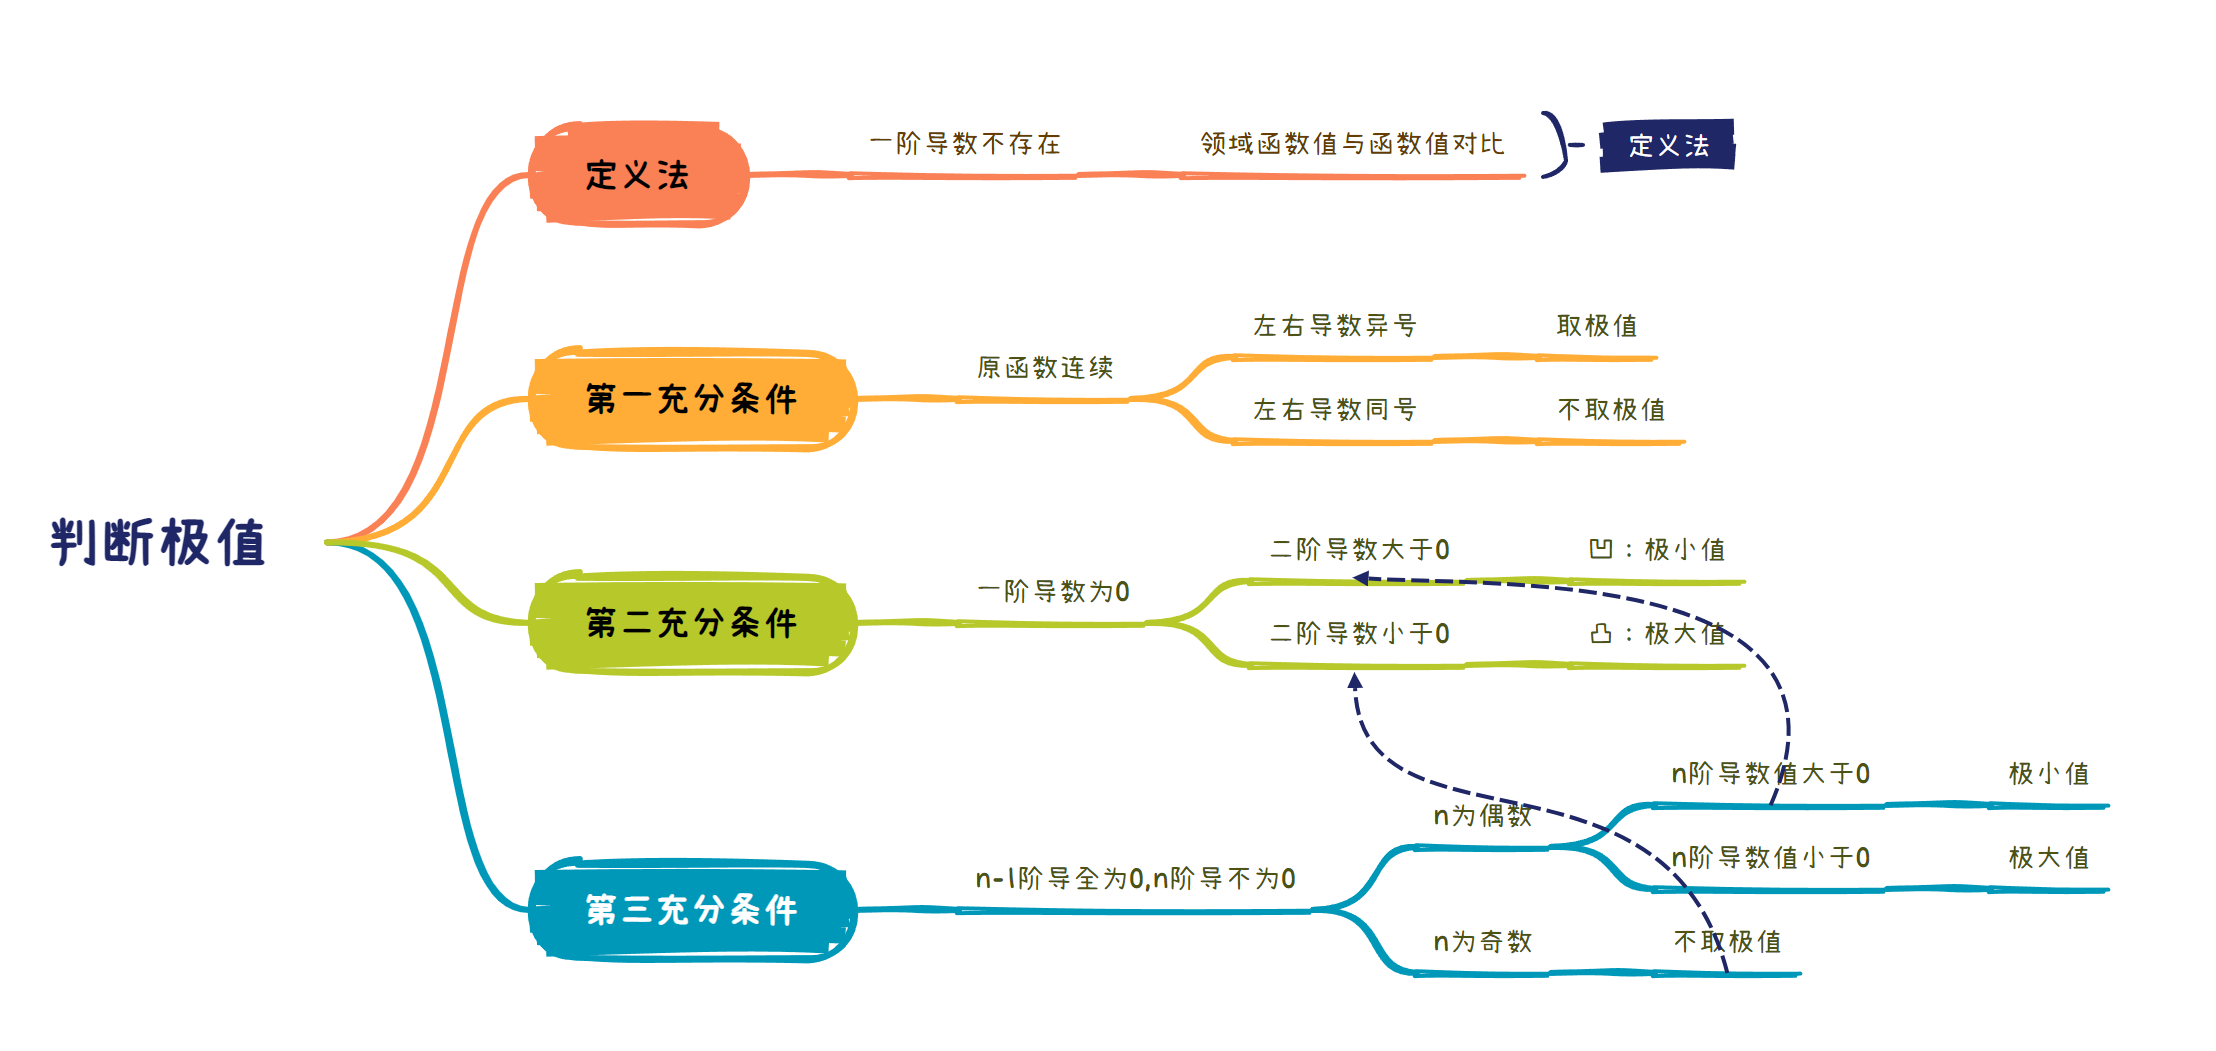 判断极值
定义法
一阶导数不存在
领域函数值与函数值对比
定义法
第一充分条件
原函数连续
左右导数异号
取极值
左右导数同号
不取极值
第二充分条件
一阶导数为0
二阶导数大于0
凹：极小值
二阶导数小于0
凸：极大值
第三充分条件
n-1阶导全为0,n阶导不为0
n为偶数
n阶导数值大于0
极小值
n阶导数值小于0
极大值
n为奇数
不取极值